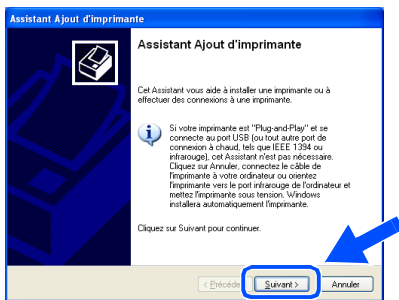 Assistant Ajout d'imprimante
Assistant Ajout d'imprimante
Cet Assistant vous aide à installer une imprimante ou à
effectuer des connexions à une imprimante.
Si votre imprimante est "Plug-and-Play" et se
connecte au port USB (ou tout autre port de
connexion à chaud, tels que IEEE 1394 ou
infrarouge), cet Assistant n'est pas nécessaire.
Cliquez sur Annuler, connectez le câble de
l'imprimante à votre ordinateur ou orientez
l'imprimante vers le port infrarouge de l'ordinateur et
mettez l'imprimante sous tension. Windows
installera automatiquement l'imprimante.
Cliquez sur Suivant pour continuer.
< Précéde Suivant > Annuler